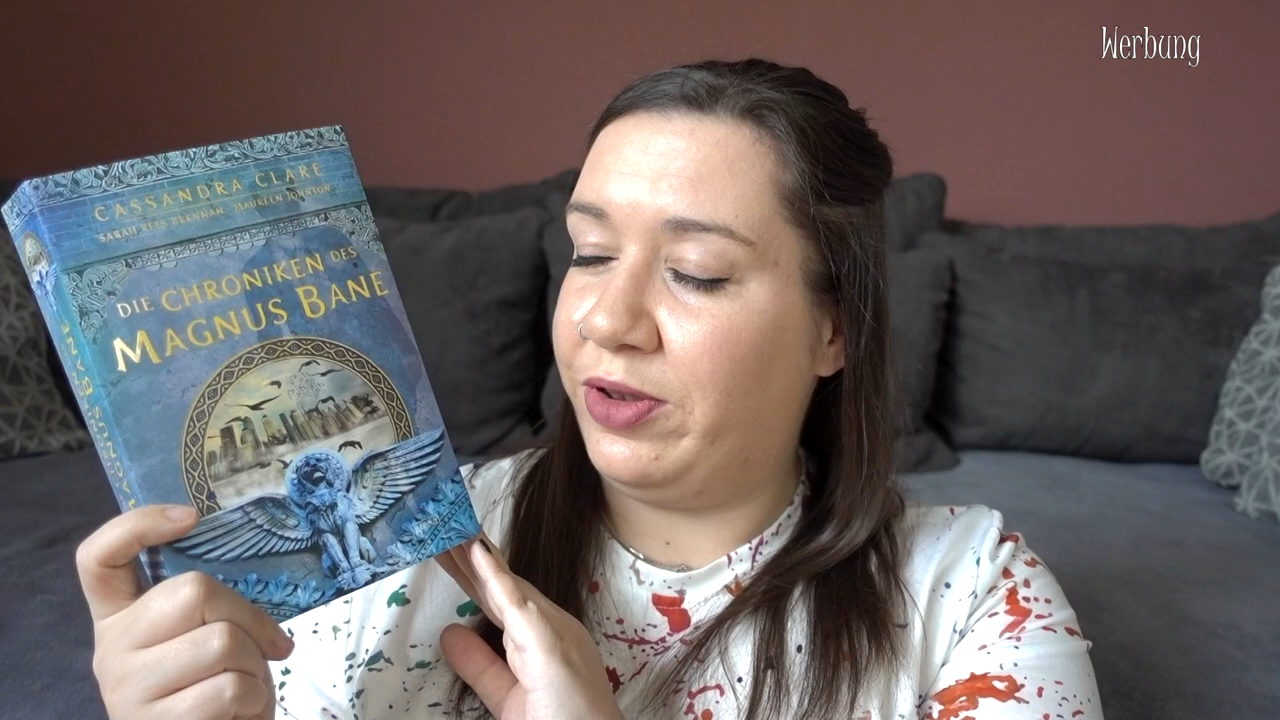 Werbung
CASSANDRA CLARE
SARAH REES BRENNAN MAUREEN JOHNSON
DIE CHRONIKEN DES
MAGNUS BANE